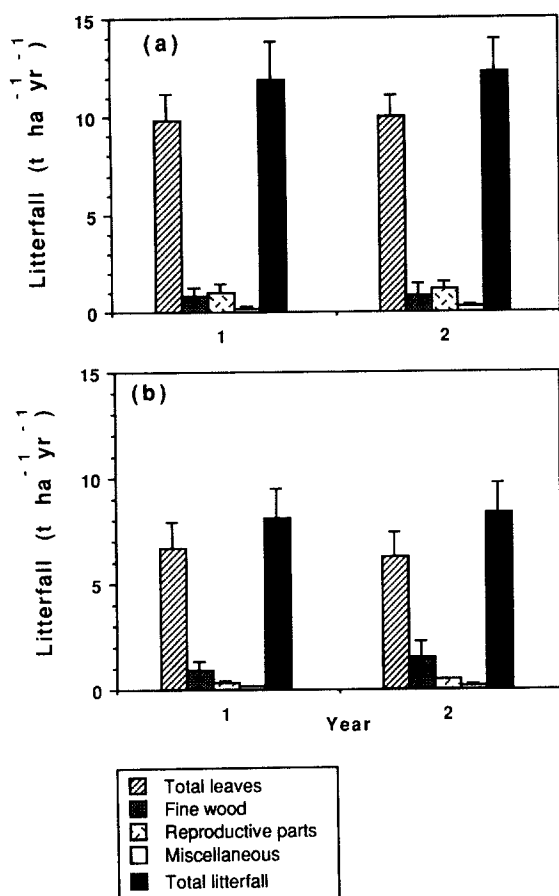 (a)
Litterfall (t ha⁻¹ yr⁻¹)
15
10
5
0
1
2
(b)
Litterfall (t ha⁻¹ yr⁻¹)
15
10
5
0
1
Year
2
Total leaves
Fine wood
Reproductive parts
Miscellaneous
Total litterfall